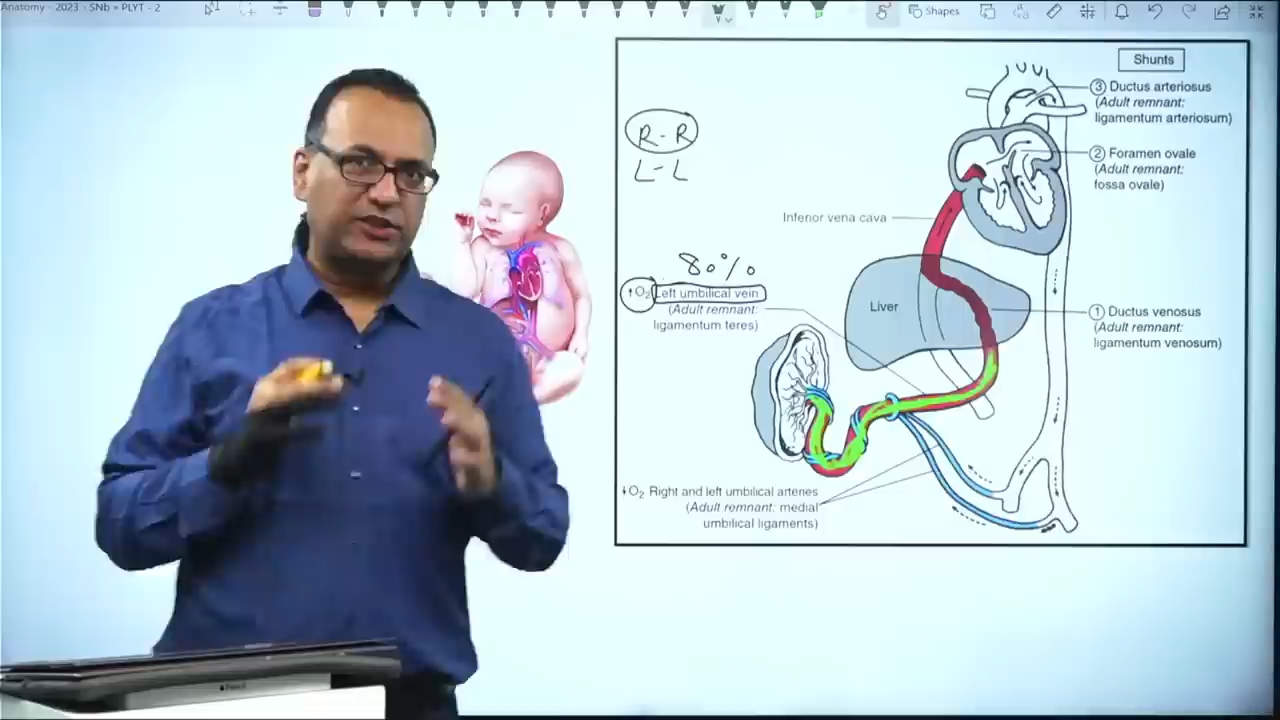 Anatomy - 2023 - SNb > PLYT - 2
Shapes
Shunts
③ Ductus arteriosus
(Adult remnant:
ligamentum arteriosum)
R-R
L-L
② Foramen ovale
(Adult remnant:
fossa ovale)
Inferior vena cava
80%
↑O2 Left umbilical vein
(Adult remnant:
ligamentum teres)
Liver
① Ductus venosus
(Adult remnant:
ligamentum venosum)
↓O2 Right and left umbilical arteries
(Adult remnant: medial
umbilical ligaments)